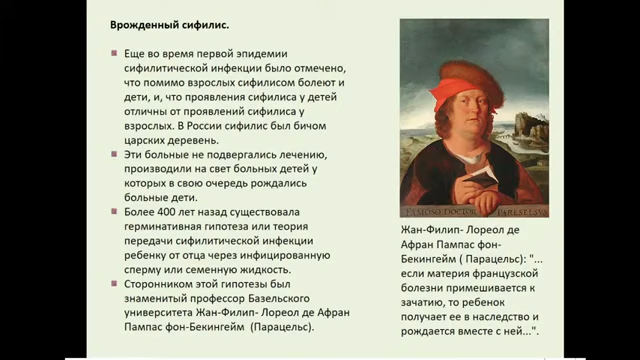 Врожденный сифилис.
Еще во время первой эпидемии
сифилитической инфекции было отмечено,
что помимо взрослых сифилисом болеют и
дети, и, что проявления сифилиса у детей
отличны от проявлений сифилиса у
взрослых. В России сифилис был бичом
царских деревень.
Эти больные не подвергались лечению,
производили на свет больных детей у
которых в свою очередь рождались
больные дети.
Более 400 лет назад существовала
герминативная гипотеза или теория
передачи сифилитической инфекции
ребенку от отца через инфицированную
сперму или семенную жидкость.
Сторонником этой гипотезы был
знаменитый профессор Базельского
университета Жан-Филип- Лореол де Афран
Пампас фон-Бекингейм (Парацельс).
FAMOSO DOCTOR PARESELSVS
Жан-Филип- Лореол де
Афран Пампас фон-
Бекингейм ( Парацельс): "...
если материя французской
болезни примешивается к
зачатию, то ребенок
получает ее в наследство и
рождается вместе с ней...".